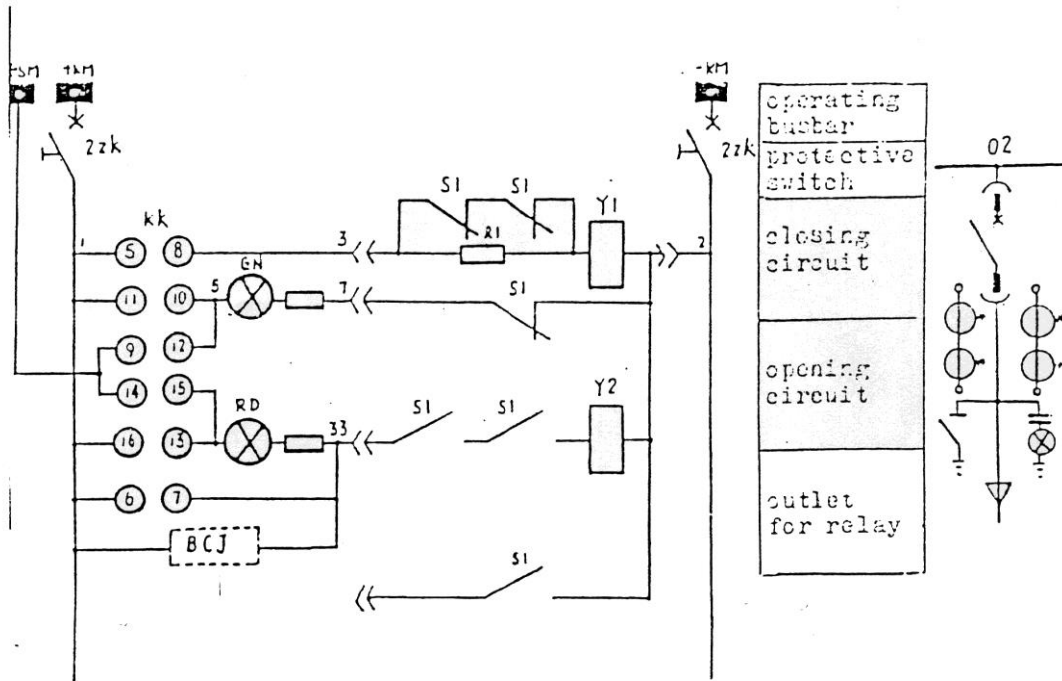 -SM +KM -KM
2zk 2zk
operating
busbar
protective
switch
02
kk
S1 S1 Y1
1 5 8 3 R1 2
closing
circuit
GN
11 10 5 7 S1
9 12
14 15
opening
circuit
RD S1 S1 Y2
16 13 33
6 7
outlet
for relay
BCJ
S1